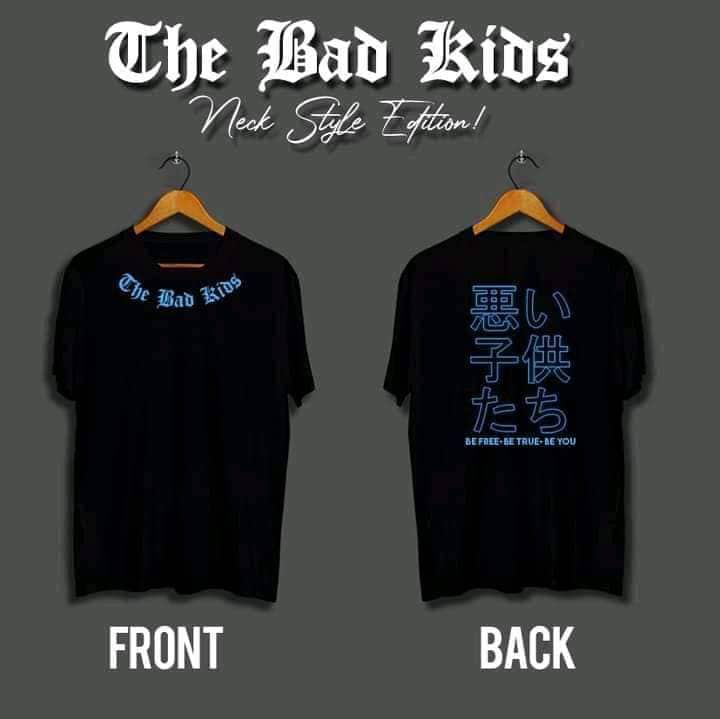 The Bad Kids
Neck Style Edition!
The Bad Kids
悪い
子供
たち
BE FREE•BE TRUE•BE YOU
FRONT
BACK